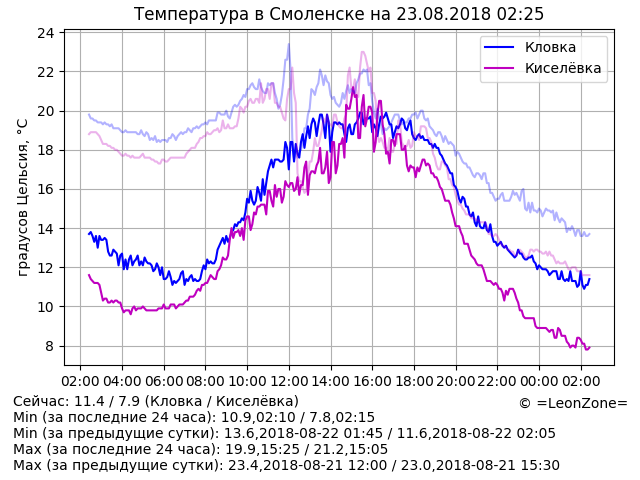 Температура в Смоленске на 23.08.2018 02:25
градусов Цельсия, °C
24
22
20
18
16
14
12
10
8
Кловка
Киселёвка
02:00 04:00 06:00 08:00 10:00 12:00 14:00 16:00 18:00 20:00 22:00 00:00 02:00
Сейчас: 11.4 / 7.9 (Кловка / Киселёвка)
© =LeonZone=
Min (за последние 24 часа): 10.9,02:10 / 7.8,02:15
Min (за предыдущие сутки): 13.6,2018-08-22 01:45 / 11.6,2018-08-22 02:05
Max (за последние 24 часа): 19.9,15:25 / 21.2,15:05
Max (за предыдущие сутки): 23.4,2018-08-21 12:00 / 23.0,2018-08-21 15:30